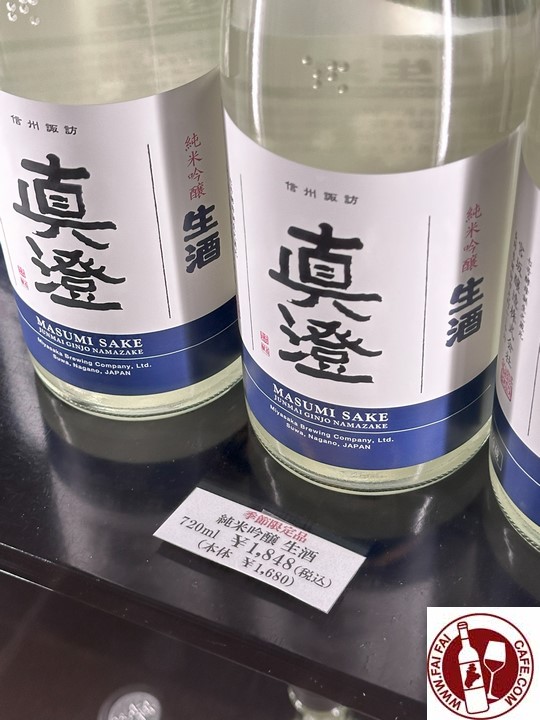 信州諏訪
真澄
純米吟醸
生酒
MASUMI SAKE
JUNMAI GINJO NAMAZAKE
Miyasaka Brewing Company, Ltd.
Suwa, Nagano, JAPAN
信州諏訪
真澄
純米吟醸
生酒
MASUMI SAKE
JUNMAI GINJO NAMAZAKE
Miyasaka Brewing Company, Ltd.
Suwa, Nagano, JAPAN
季節限定品
純米吟醸 生酒
720ml ¥1,848(税込)
(本体 ¥1,680)
WWW.FAI FAI CAFE.COM